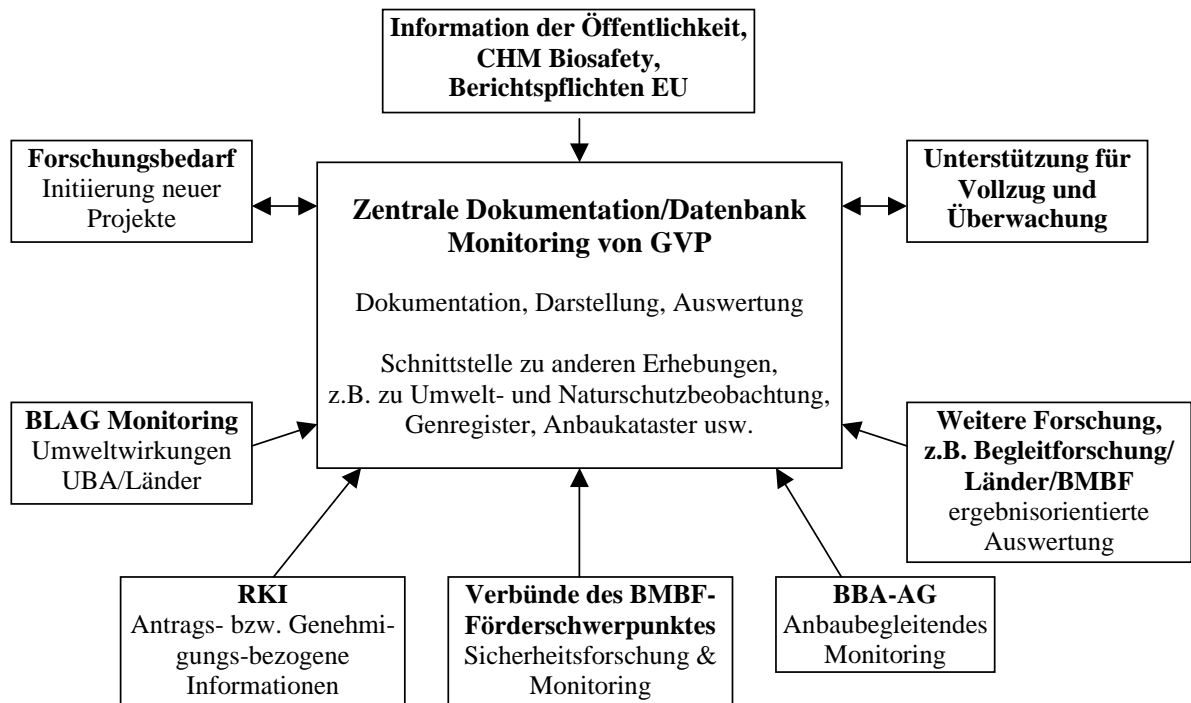 Information der Öffentlichkeit,
CHM Biosafety,
Berichtspflichten EU
Forschungsbedarf
Initiierung neuer
Projekte
Zentrale Dokumentation/Datenbank
Monitoring von GVP
Dokumentation, Darstellung, Auswertung
Schnittstelle zu anderen Erhebungen,
z.B. zu Umwelt- und Naturschutzbeobachtung,
Genregister, Anbaukataster usw.
Unterstützung für
Vollzug und
Überwachung
BLAG Monitoring
Umweltwirkungen
UBA/Länder
Weitere Forschung,
z.B. Begleitforschung/
Länder/BMBF
ergebnisorientierte
Auswertung
RKI
Antrags- bzw. Genehmi-
gungs-bezogene
Informationen
Verbünde des BMBF-
Förderschwerpunktes
Sicherheitsforschung &
Monitoring
BBA-AG
Anbaubegleitendes
Monitoring